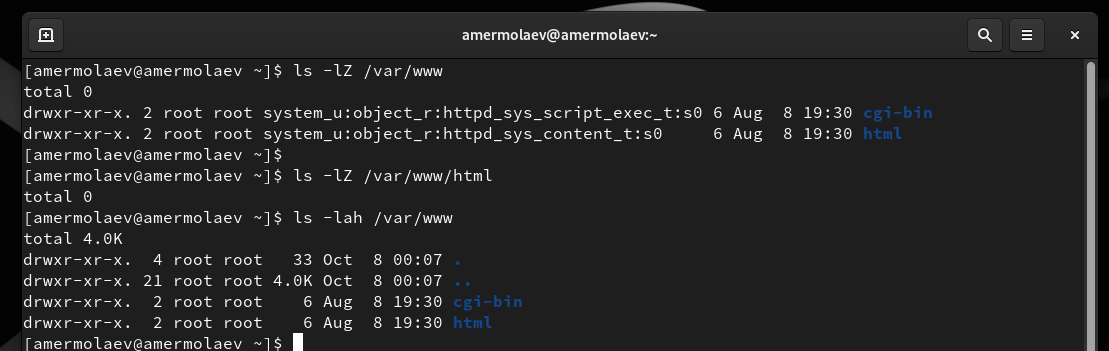 amermolaev@amermolaev:~
[amermolaev@amermolaev ~]$ ls -lZ /var/www
total 0
drwxr-xr-x. 2 root root system_u:object_r:httpd_sys_script_exec_t:s0 6 Aug  8 19:30 cgi-bin
drwxr-xr-x. 2 root root system_u:object_r:httpd_sys_content_t:s0     6 Aug  8 19:30 html
[amermolaev@amermolaev ~]$
[amermolaev@amermolaev ~]$ ls -lZ /var/www/html
total 0
[amermolaev@amermolaev ~]$ ls -lah /var/www
total 4.0K
drwxr-xr-x.  4 root root   33 Oct  8 00:07 .
drwxr-xr-x. 21 root root 4.0K Oct  8 00:07 ..
drwxr-xr-x.  2 root root    6 Aug  8 19:30 cgi-bin
drwxr-xr-x.  2 root root    6 Aug  8 19:30 html
[amermolaev@amermolaev ~]$